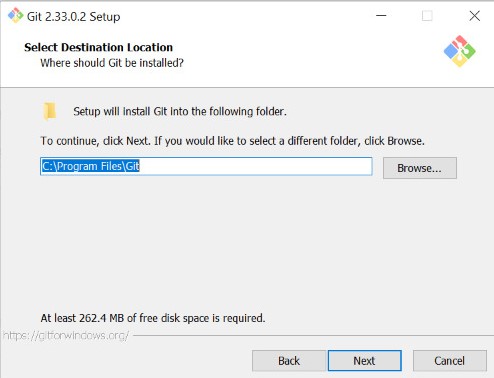 Git 2.33.0.2 Setup
Select Destination Location
Where should Git be installed?
Setup will install Git into the following folder.
To continue, click Next. If you would like to select a different folder, click Browse.
C:\Program Files\Git
Browse...
At least 262.4 MB of free disk space is required.
https://gitforwindows.org/
Back
Next
Cancel